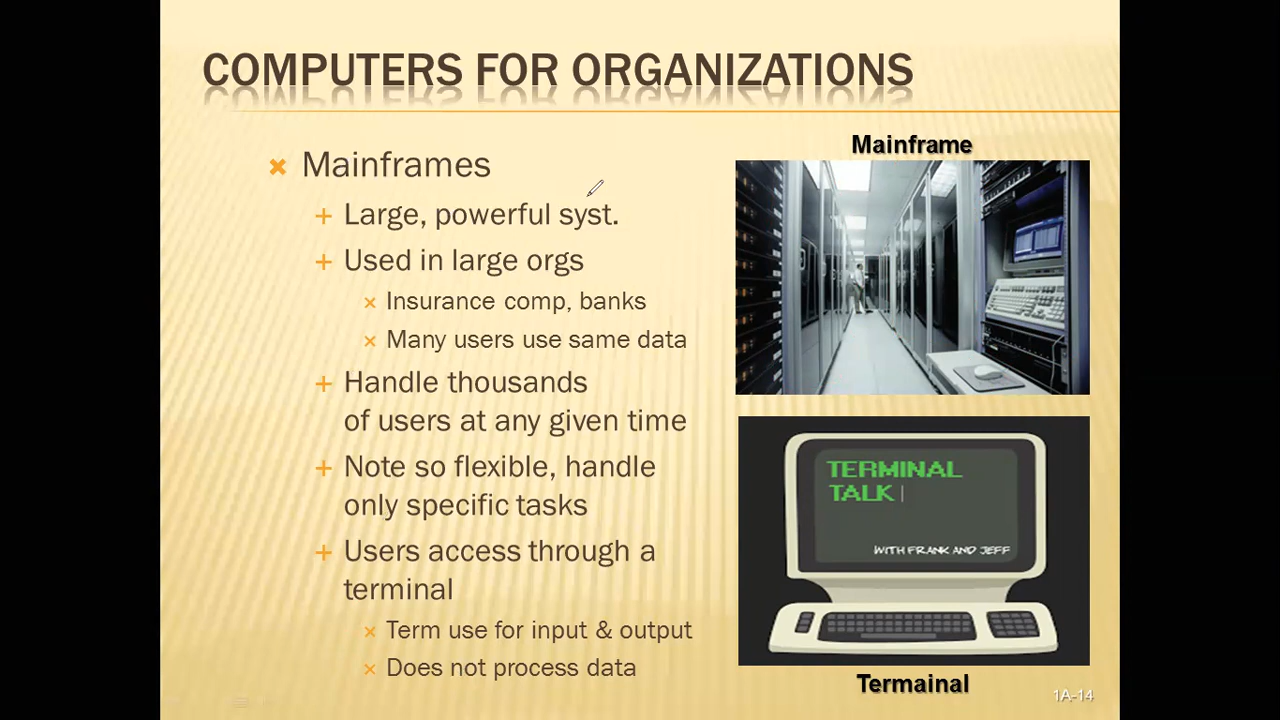 COMPUTERS FOR ORGANIZATIONS
Mainframes
Large, powerful syst.
Used in large orgs
Insurance comp, banks
Many users use same data
Handle thousands
of users at any given time
Note so flexible, handle
only specific tasks
Users access through a
terminal
Term use for input & output
Does not process data
Mainframe
TERMINAL
TALK
WITH FRANK AND JEFF
Termainal
1A-14